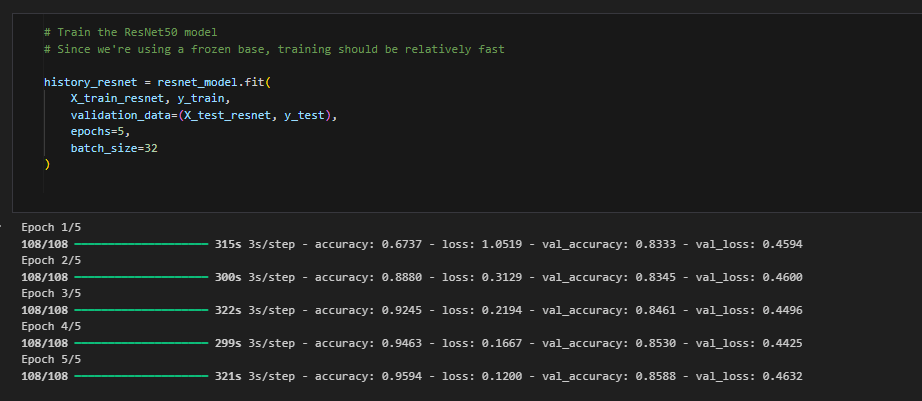 # Train the ResNet50 model
# Since we're using a frozen base, training should be relatively fast
history_resnet = resnet_model.fit(
    X_train_resnet, y_train,
    validation_data=(X_test_resnet, y_test),
    epochs=5,
    batch_size=32
)
Epoch 1/5
108/108 ━━━━━━━━━━━━━━━━━━━━ 315s 3s/step - accuracy: 0.6737 - loss: 1.0519 - val_accuracy: 0.8333 - val_loss: 0.4594
Epoch 2/5
108/108 ━━━━━━━━━━━━━━━━━━━━ 300s 3s/step - accuracy: 0.8880 - loss: 0.3129 - val_accuracy: 0.8345 - val_loss: 0.4600
Epoch 3/5
108/108 ━━━━━━━━━━━━━━━━━━━━ 322s 3s/step - accuracy: 0.9245 - loss: 0.2194 - val_accuracy: 0.8461 - val_loss: 0.4496
Epoch 4/5
108/108 ━━━━━━━━━━━━━━━━━━━━ 299s 3s/step - accuracy: 0.9463 - loss: 0.1667 - val_accuracy: 0.8530 - val_loss: 0.4425
Epoch 5/5
108/108 ━━━━━━━━━━━━━━━━━━━━ 321s 3s/step - accuracy: 0.9594 - loss: 0.1200 - val_accuracy: 0.8588 - val_loss: 0.4632